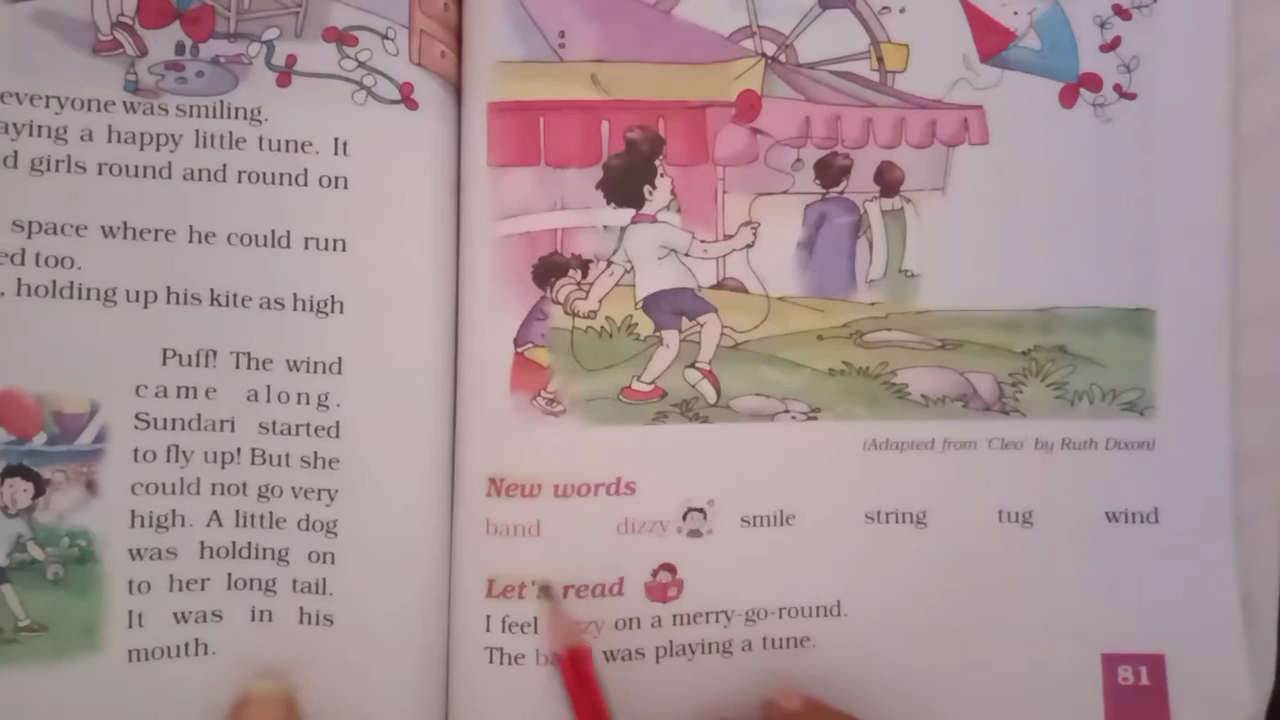 everyone was smiling.
aying a happy little tune. It
d girls round and round on
space where he could run
ed too.
, holding up his kite as high
Puff! The wind
came along.
Sundari started
to fly up! But she
could not go very
high. A little dog
was holding on
to her long tail.
It was in his
mouth.
(Adapted from 'Cleo' by Ruth Dixon)
New words
band dizzy smile string tug wind
Let's read
I feel on a merry-go-round.
The was playing a tune.
81